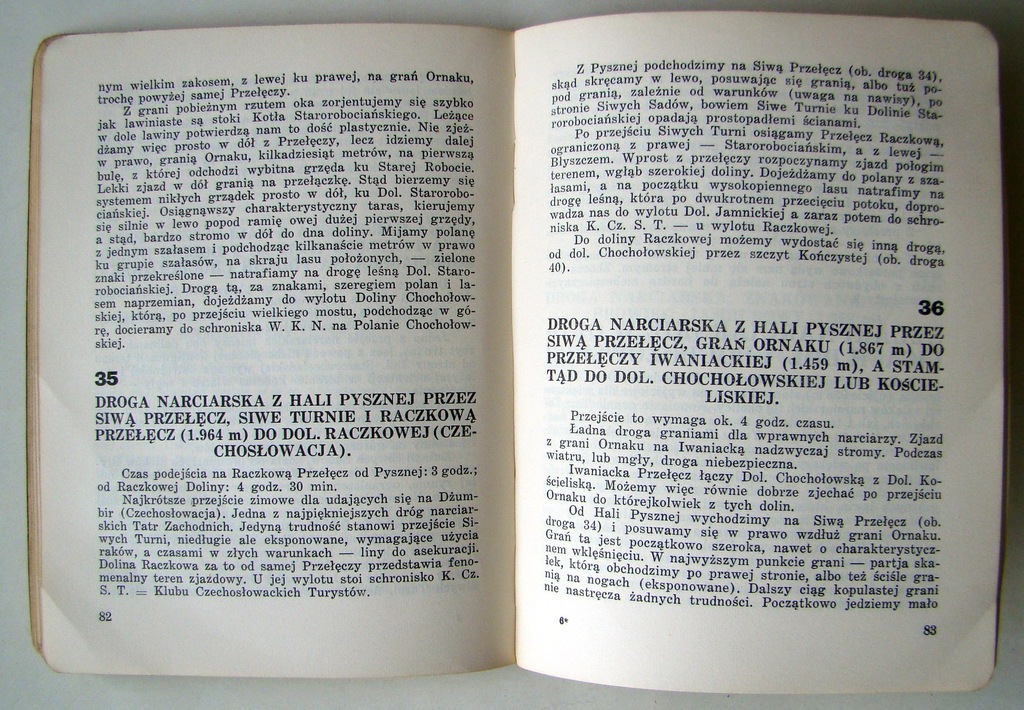 nym wielkim zakosem, z lewej ku prawej, na grań Ornaku,
trochę powyżej samej Przełęczy.
Z grani pobieżnym rzutem oka zorjentujemy się szybko
jak lawiniaste są stoki Kotła Starorobociańskiego. Leżące
w dole lawiny potwierdzą nam to dość plastycznie. Nie zjeż-
dżamy więc prosto w dół z Przełęczy, lecz idziemy dalej
w prawo, granią Ornaku, kilkadziesiąt metrów, na pierwszą
bulę, z której odchodzi wybitna grzęda ku Starej Robocie.
Lekki zjazd w dół granią na przełączkę. Stąd bierzemy się
systemem nikłych grządek prosto w dół, ku Dol. Starorobo-
ciańskiej. Osiągnąwszy charakterystyczny taras, kierujemy
się silnie w lewo popod ramię owej dużej pierwszej grzędy,
a stąd, bardzo stromo w dół do dna doliny. Mijamy polanę
z jednym szałasem i podchodząc kilkanaście metrów w prawo
ku grupie szałasów, na skraju lasu położonych, — zielone
znaki przekreślone — natrafiamy na drogę leśną Dol. Staro-
robociańskiej. Drogą tą, za znakami, szeregiem polan i la-
sem naprzemian, dojeżdżamy do wylotu Doliny Chochołow-
skiej, którą, po przejściu wielkiego mostu, podchodząc w gó-
rę, docieramy do schroniska W. K. N. na Polanie Chochołow-
skiej.
35
DROGA NARCIARSKA Z HALI PYSZNEJ PRZEZ
SIWĄ PRZEŁĘCZ, SIWE TURNIE I RACZKOWĄ
PRZEŁĘCZ (1.964 m) DO DOL. RACZKOWEJ (CZE-
CHOSŁOWACJA).
Czas podejścia na Raczkową Przełęcz od Pysznej: 3 godz.;
od Raczkowej Doliny: 4 godz. 30 min.
Najkrótsze przejście zimowe dla udających się na Dżum-
bir (Czechosłowacja). Jedna z najpiękniejszych dróg narciar-
skich Tatr Zachodnich. Jedyną trudność stanowi przejście Si-
wych Turni, niedługie ale eksponowane, wymagające użycia
raków, a czasami w złych warunkach — liny do asekuracji.
Dolina Raczkowa za to od samej Przełęczy przedstawia feno-
menalny teren zjazdowy. U jej wylotu stoi schronisko K. Cz.
S. T. = Klubu Czechosłowackich Turystów.
82
Z Pysznej podchodzimy na Siwą Przełęcz (ob. droga 34),
skąd skręcamy w lewo, posuwając się granią, albo tuż po-
pod granią, zależnie od warunków (uwaga na nawisy), po
stronie Siwych Sadów, bowiem Siwe Turnie ku Dolinie Sta-
rorobociańskiej opadają prostopadłemi ścianami.
Po przejściu Siwych Turni osiągamy Przełęcz Raczkową,
ograniczoną z prawej — Starorobociańskim, a z lewej —
Błyszczem. Wprost z przełęczy rozpoczynamy zjazd pologim
terenem, wgłąb szerokiej doliny. Dojeżdżamy do polany z sza-
łasami, a na początku wysokopiennego lasu natrafimy na
drogę leśną, która po dwukrotnem przecięciu potoku, dopro-
wadza nas do wylotu Dol. Jamnickiej a zaraz potem do schro-
niska K. Cz. S. T. — u wylotu Raczkowej.
Do doliny Raczkowej możemy wydostać się inną drogą,
od dol. Chochołowskiej przez szczyt Kończystej (ob. droga
40).
36
DROGA NARCIARSKA Z HALI PYSZNEJ PRZEZ
SIWĄ PRZEŁĘCZ, GRAŃ ORNAKU (1.867 m) DO
PRZEŁĘCZY IWANIACKIEJ (1.459 m), A STAM-
TĄD DO DOL. CHOCHOŁOWSKIEJ LUB KOŚCIE-
LISKIEJ.
Przejście to wymaga ok. 4 godz. czasu.
Ładna droga graniami dla wprawnych narciarzy. Zjazd
z grani Ornaku na Iwaniacką nadzwyczaj stromy. Podczas
wiatru, lub mgły, droga niebezpieczna.
Iwaniacka Przełęcz łączy Dol. Chochołowską z Dol. Ko-
ścieliską. Możemy więc równie dobrze zjechać po przejściu
Ornaku do którejkolwiek z tych dolin.
Od Hali Pysznej wychodzimy na Siwą Przełęcz (ob.
droga 34) i posuwamy się w prawo wzdłuż grani Ornaku.
Grań ta jest początkowo szeroka, nawet o charakterystycz-
nem wklęśnięciu. W najwyższym punkcie grani — partja ska-
łek, którą obchodzimy po prawej stronie, albo też ściśle gra-
nią na nogach (eksponowane). Dalszy ciąg kopulastej grani
nie nastręcza żadnych trudności. Początkowo jedziemy mało
6*
83